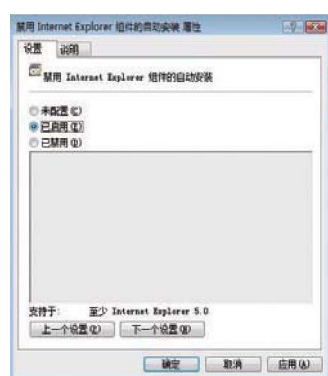 禁用 Internet Explorer 组件的自动安装 属性
设置 说明
禁用 Internet Explorer 组件的自动安装
未配置(C)
已启用(E)
已禁用(D)
支持于: 至少 Internet Explorer 5.0
上一个设置(P) 下一个设置(N)
确定 取消 应用(A)